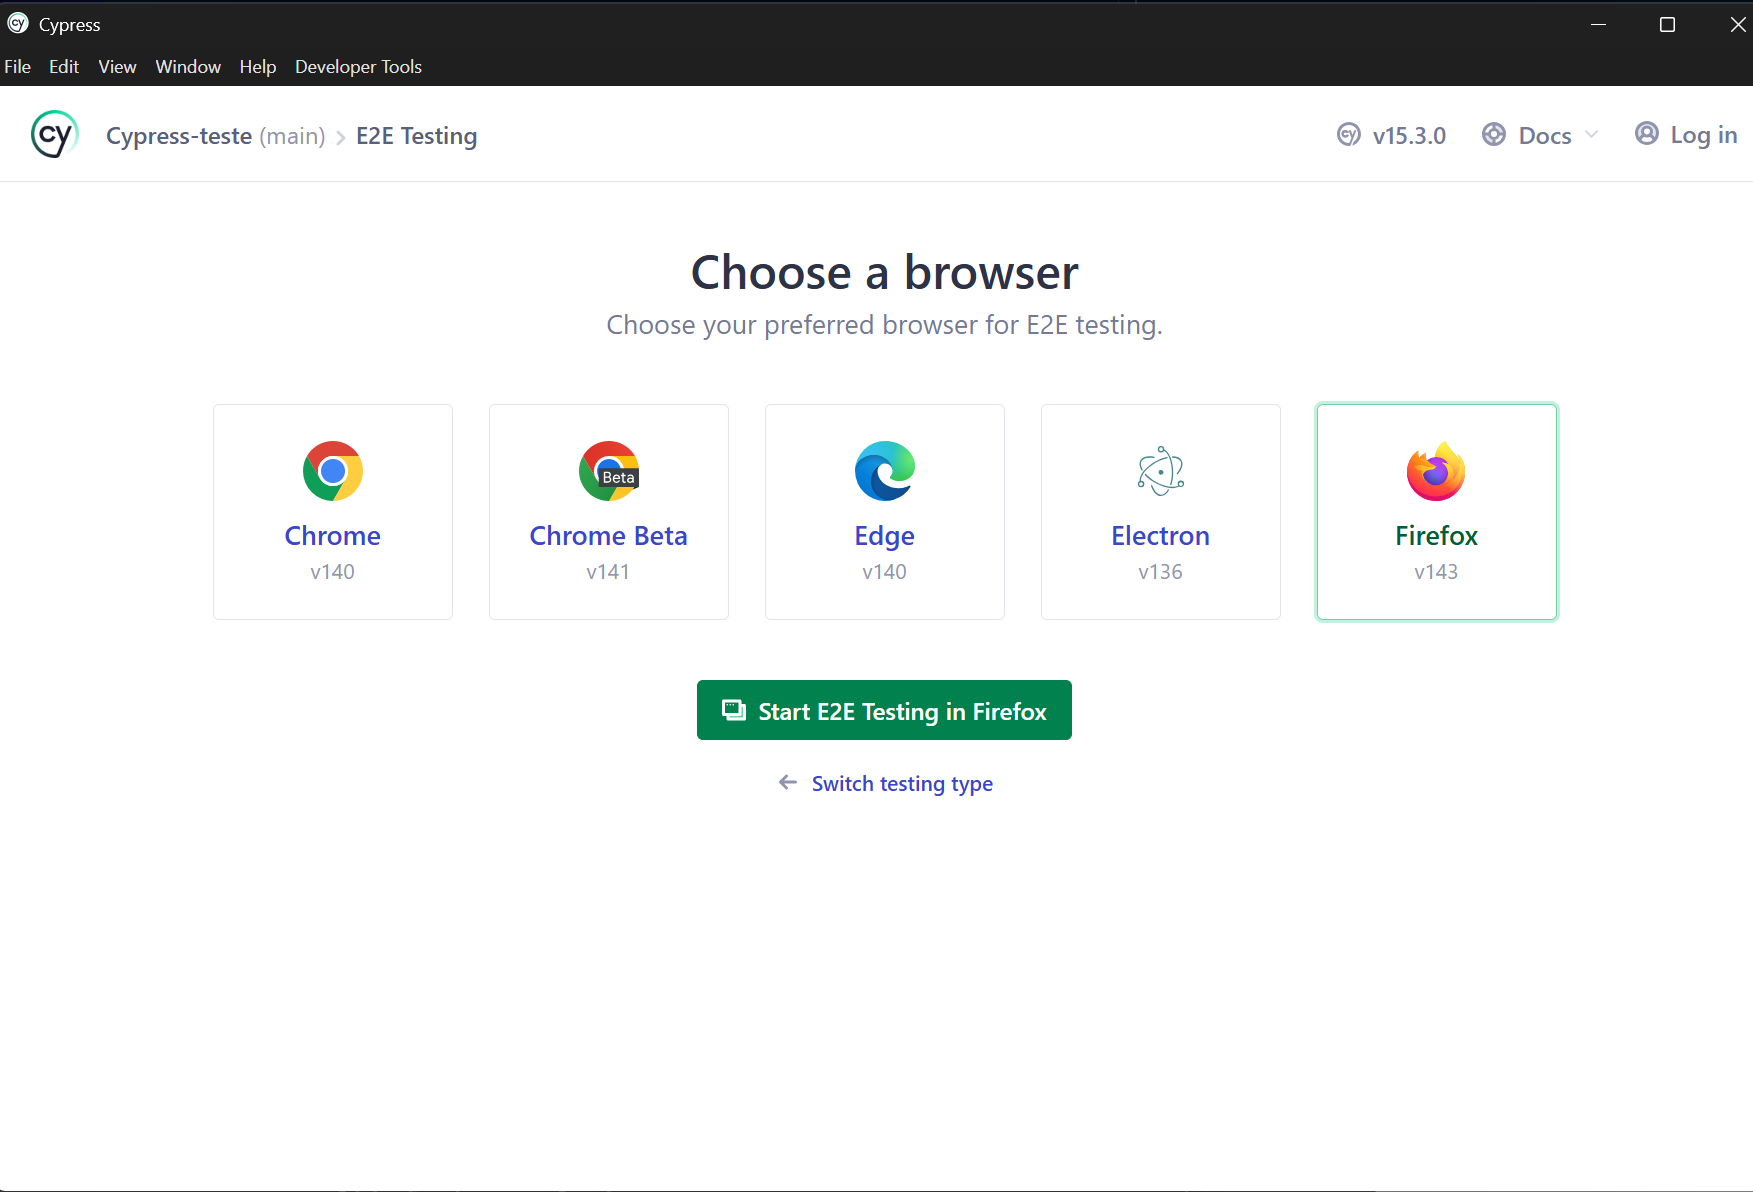 cy Cypress
File Edit View Window Help Developer Tools
cy Cypress-teste (main) E2E Testing cy v15.3.0 Docs Log in
Choose a browser
Choose your preferred browser for E2E testing.
Beta
Chrome Chrome Beta Edge Electron Firefox
v140 v141 v140 v136 v143
Start E2E Testing in Firefox
Switch testing type